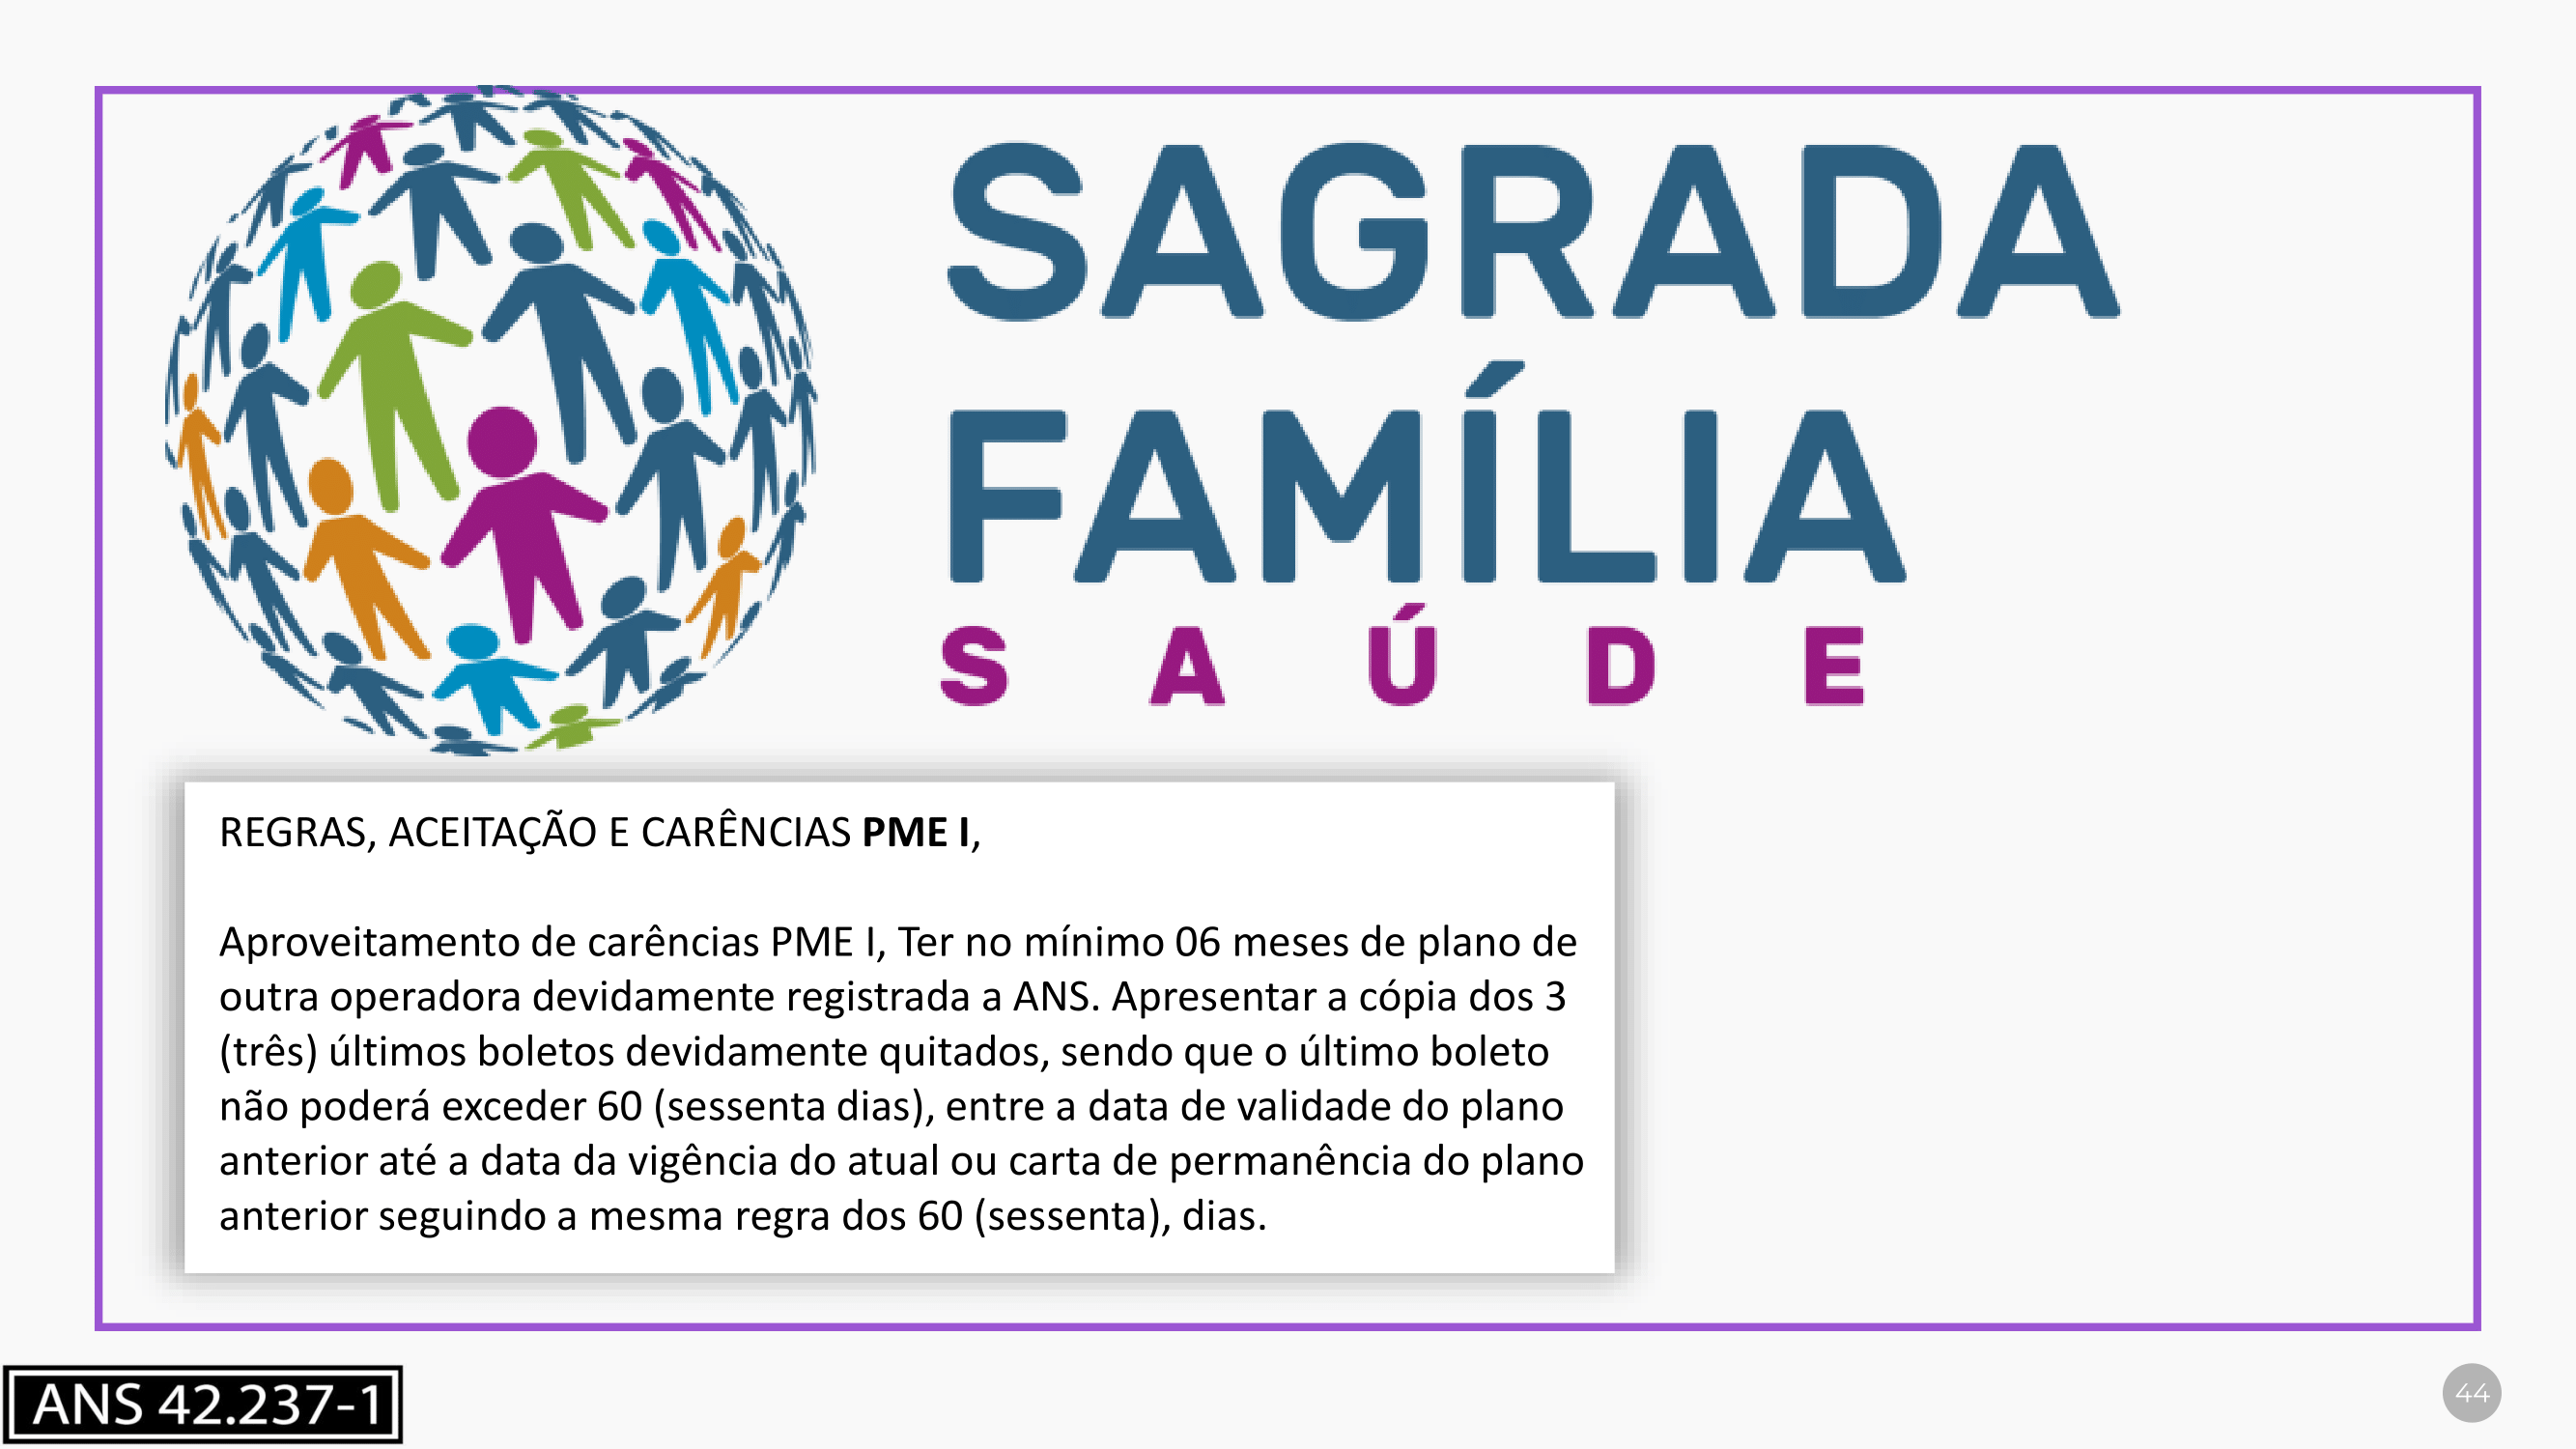 SAGRADA
FAMÍLIA
SAÚDE
REGRAS, ACEITAÇÃO E CARÊNCIAS PME I,
Aproveitamento de carências PME I, Ter no mínimo 06 meses de plano de
outra operadora devidamente registrada a ANS. Apresentar a cópia dos 3
(três) últimos boletos devidamente quitados, sendo que o último boleto
não poderá exceder 60 (sessenta dias), entre a data de validade do plano
anterior até a data da vigência do atual ou carta de permanência do plano
anterior seguindo a mesma regra dos 60 (sessenta), dias.
ANS 42.237-1
44